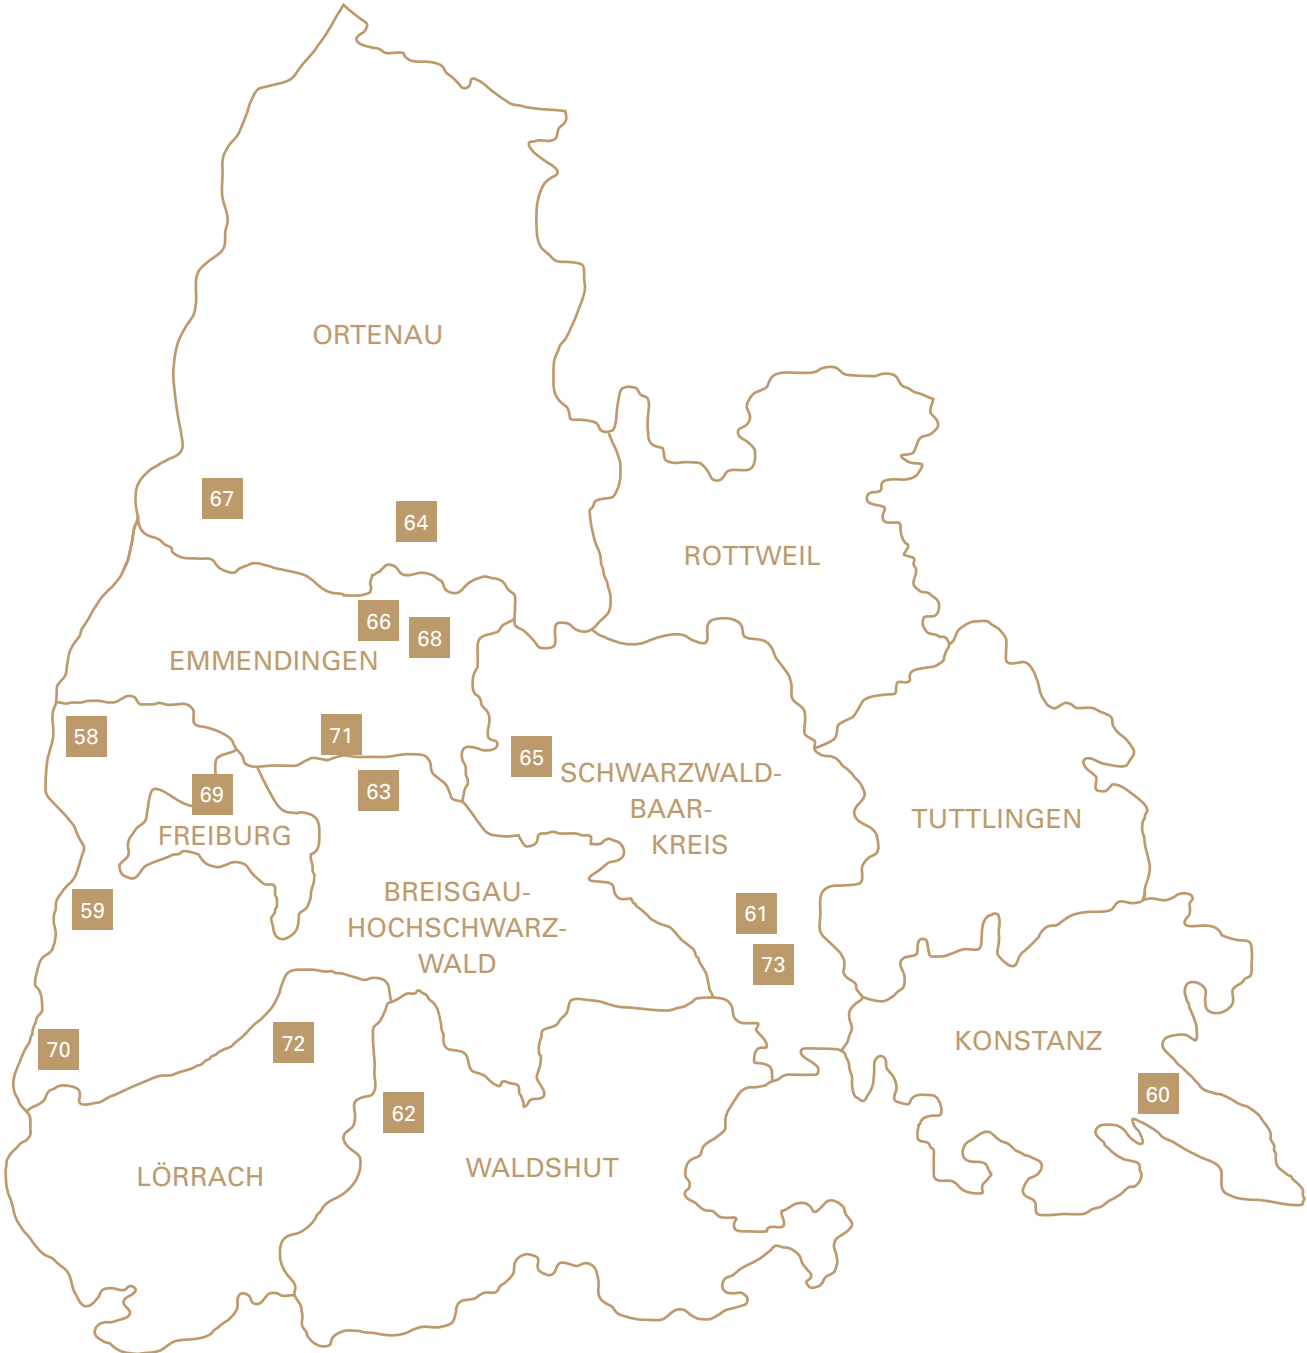 ORTENAU
67
64
ROTTWEIL
66
68
EMMENDINGEN
58
71
65
SCHWARZWALD-
BAAR-
KREIS
63
69
FREIBURG
TUTTLINGEN
BREISGAU-
HOCHSCHWARZ-
WALD
59
61
73
70
72
KONSTANZ
60
62
LÖRRACH
WALDSHUT